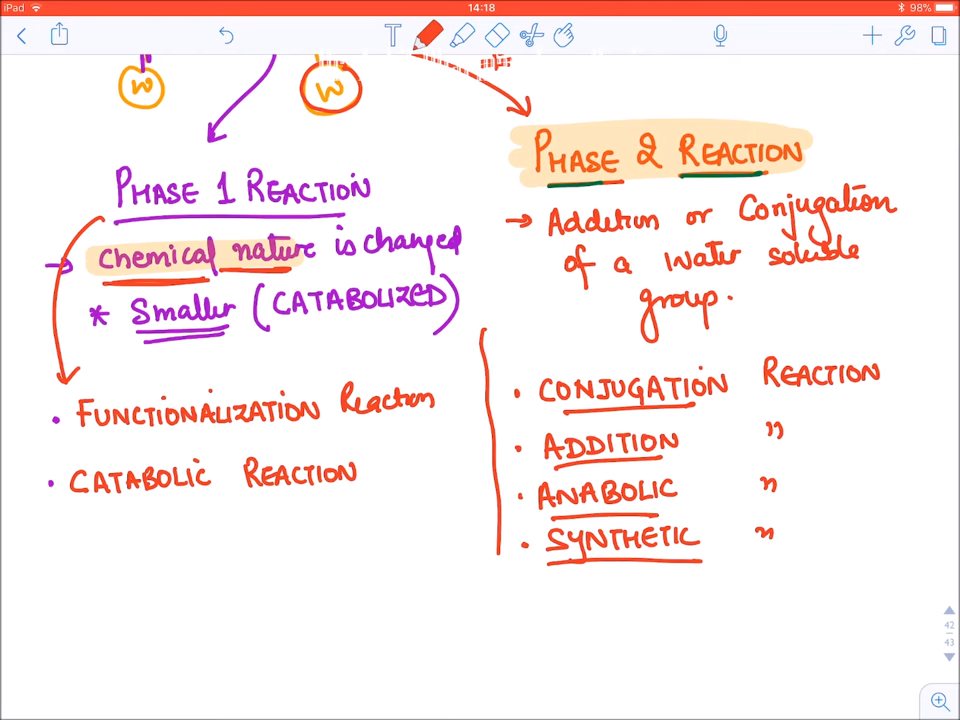 iPad
14:18
98%
T
W
W
PHASE 1 REACTION
→ Chemical nature is changed
* Smaller (CATABOLIZED)
• FUNCTIONALIZATION Reaction
• CATABOLIC REACTION
PHASE 2 REACTION
→ Addition or Conjugation
of a water soluble
group.
• CONJUGATION REACTION
• ADDITION "
• ANABOLIC "
• SYNTHETIC "
42
43